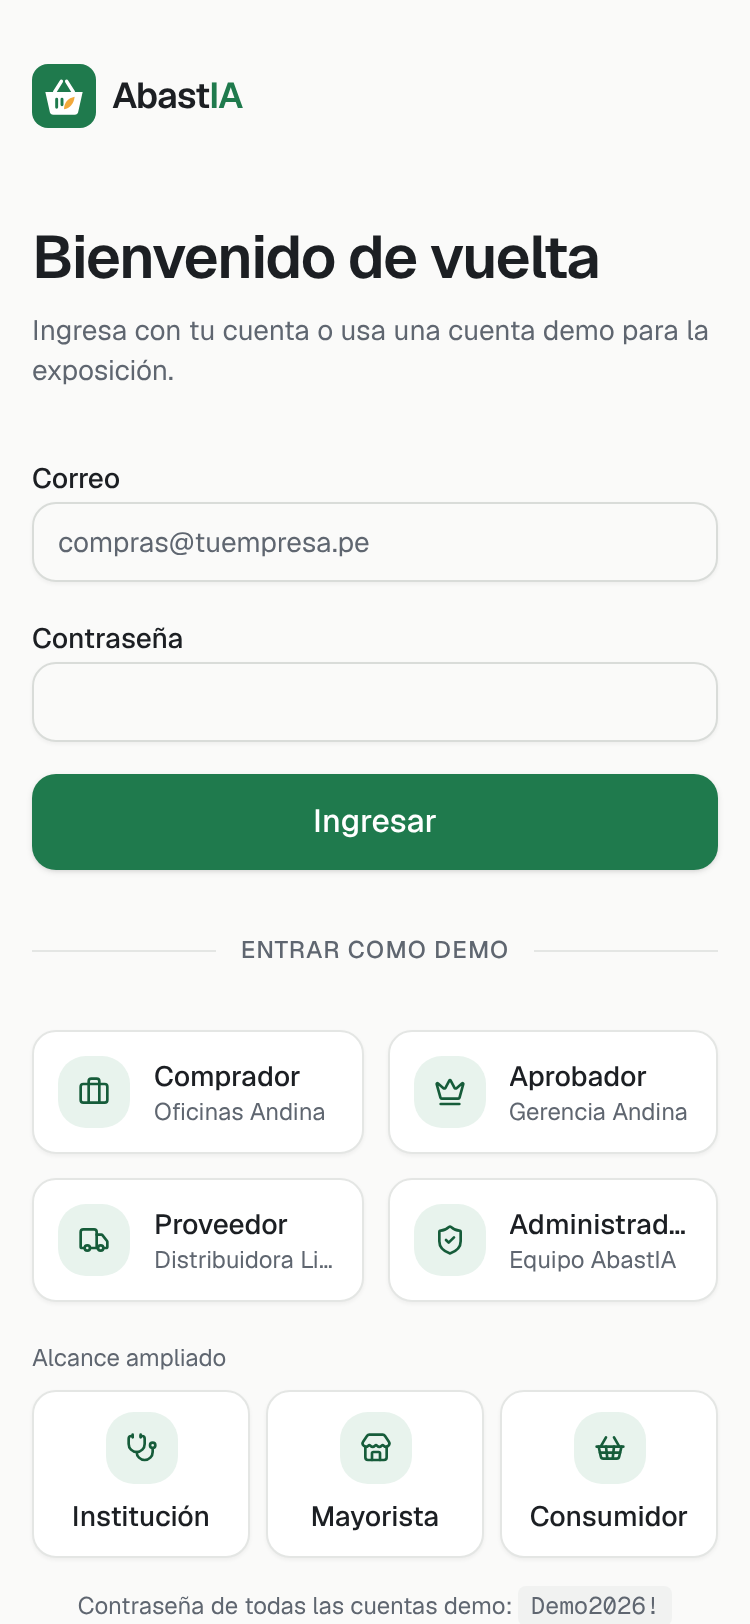 AbastIA
Bienvenido de vuelta
Ingresa con tu cuenta o usa una cuenta demo para la
exposición.
Correo
compras@tuempresa.pe
Contraseña
Ingresar
ENTRAR COMO DEMO
Comprador
Oficinas Andina
Aprobador
Gerencia Andina
Proveedor
Distribuidora Li...
Administrad...
Equipo AbastIA
Alcance ampliado
Institución
Mayorista
Consumidor
Contraseña de todas las cuentas demo: Demo2026!